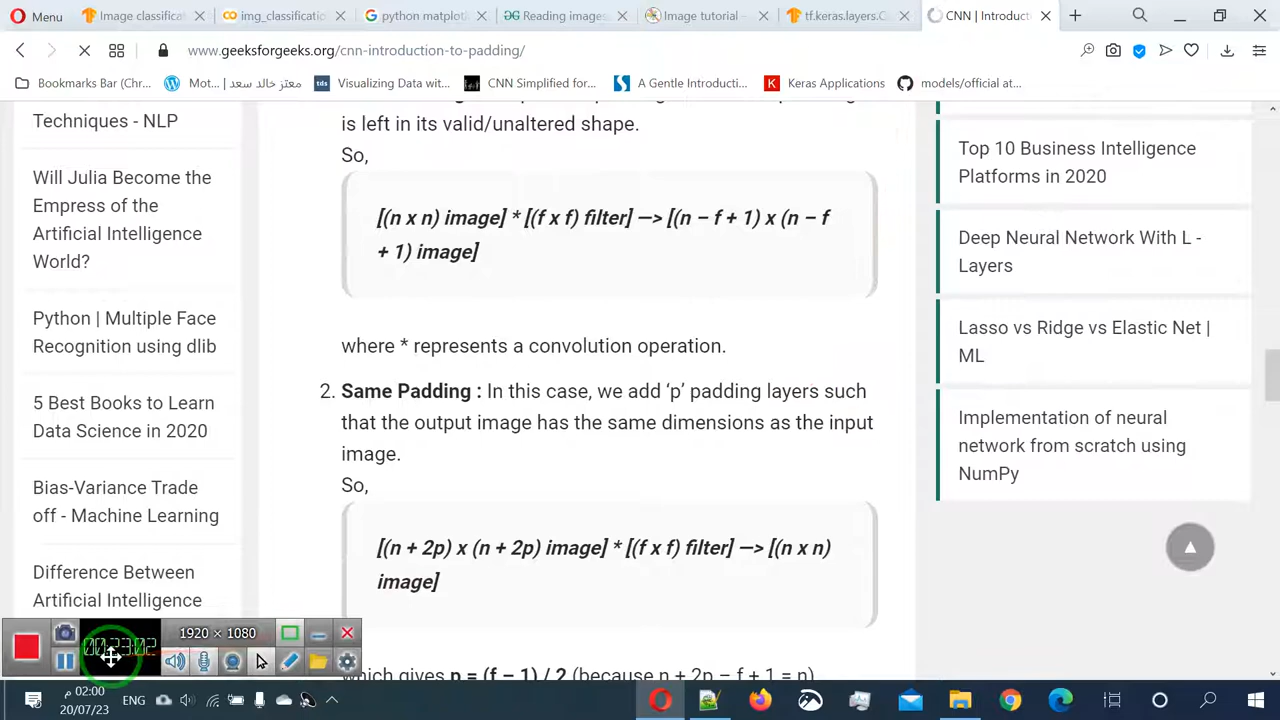 Menu
Image classificati
img_classificatio
python matplotl
Reading images
Image tutorial –
tf.keras.layers.Co
CNN | Introduct
www.geeksforgeeks.org/cnn-introduction-to-padding/
Bookmarks Bar (Chr...
Mot... | معتز خالد سعد
Visualizing Data wit...
CNN Simplified for...
A Gentle Introducti...
Keras Applications
models/official at...
Techniques - NLP
Will Julia Become the
Empress of the
Artificial Intelligence
World?
Python | Multiple Face
Recognition using dlib
5 Best Books to Learn
Data Science in 2020
Bias-Variance Trade
off - Machine Learning
Difference Between
Artificial Intelligence
is left in its valid/unaltered shape.
So,
[(n x n) image] * [(f x f) filter] —> [(n – f + 1) x (n – f
+ 1) image]
where * represents a convolution operation.
2. Same Padding : In this case, we add ‘p’ padding layers such
that the output image has the same dimensions as the input
image.
So,
[(n + 2p) x (n + 2p) image] * [(f x f) filter] —> [(n x n)
image]
which gives p = (f – 1) / 2 (because n + 2p – f + 1 = n)
Top 10 Business Intelligence
Platforms in 2020
Deep Neural Network With L -
Layers
Lasso vs Ridge vs Elastic Net |
ML
Implementation of neural
network from scratch using
NumPy
00:23:02
1920 × 1080
02:00 م
20/07/23
ENG